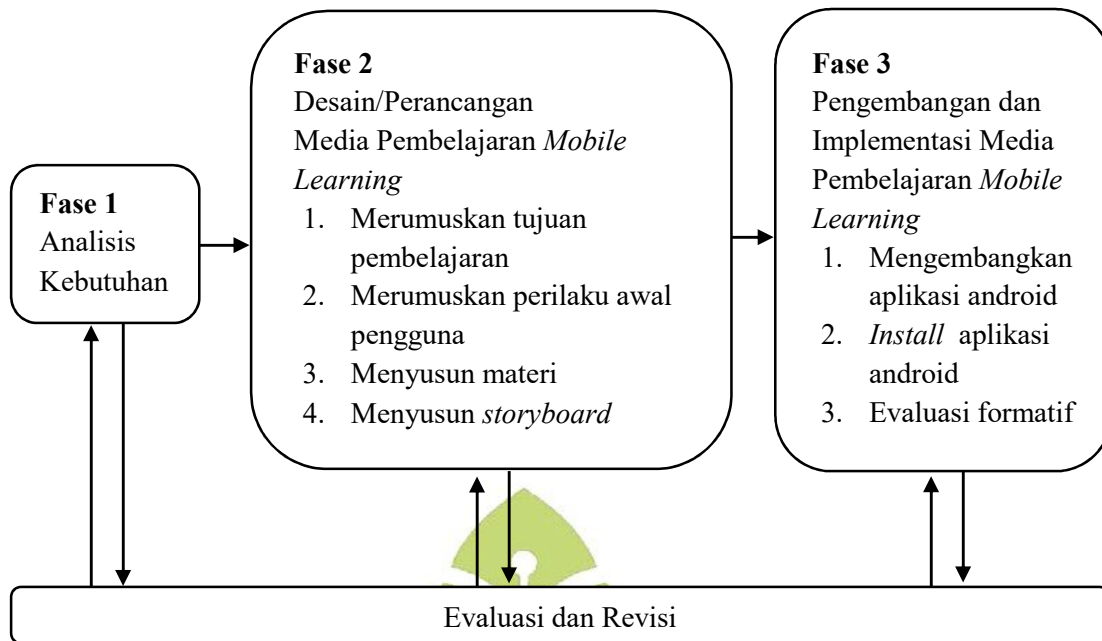 Fase 1
Analisis
Kebutuhan
Fase 2
Desain/Perancangan
Media Pembelajaran Mobile
Learning
1. Merumuskan tujuan
pembelajaran
2. Merumuskan perilaku awal
pengguna
3. Menyusun materi
4. Menyusun storyboard
Fase 3
Pengembangan dan
Implementasi Media
Pembelajaran Mobile
Learning
1. Mengembangkan
aplikasi android
2. Install aplikasi
android
3. Evaluasi formatif
Evaluasi dan Revisi